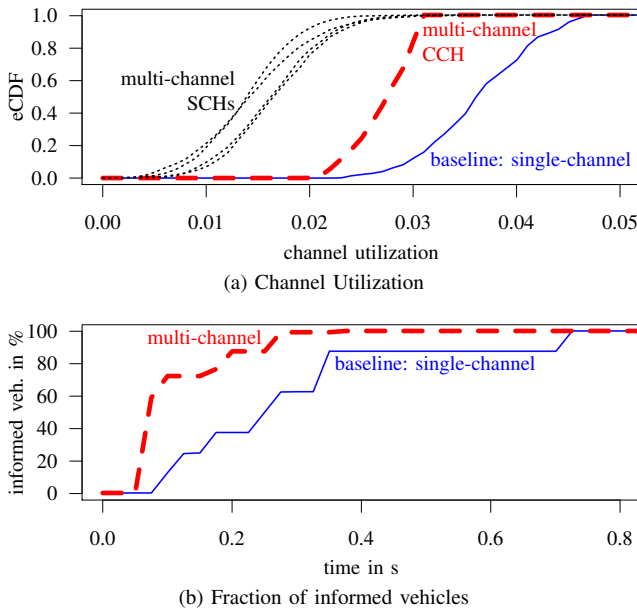 1.0
0.8
0.6
0.4
0.2
0.0
eCDF
multi-channel
SCHs
multi-channel
CCH
baseline: single-channel
0.00 0.01 0.02 0.03 0.04 0.05
channel utilization
(a) Channel Utilization
100
80
60
40
20
0
informed veh. in %
multi-channel
baseline: single-channel
0.0 0.2 0.4 0.6 0.8
time in s
(b) Fraction of informed vehicles